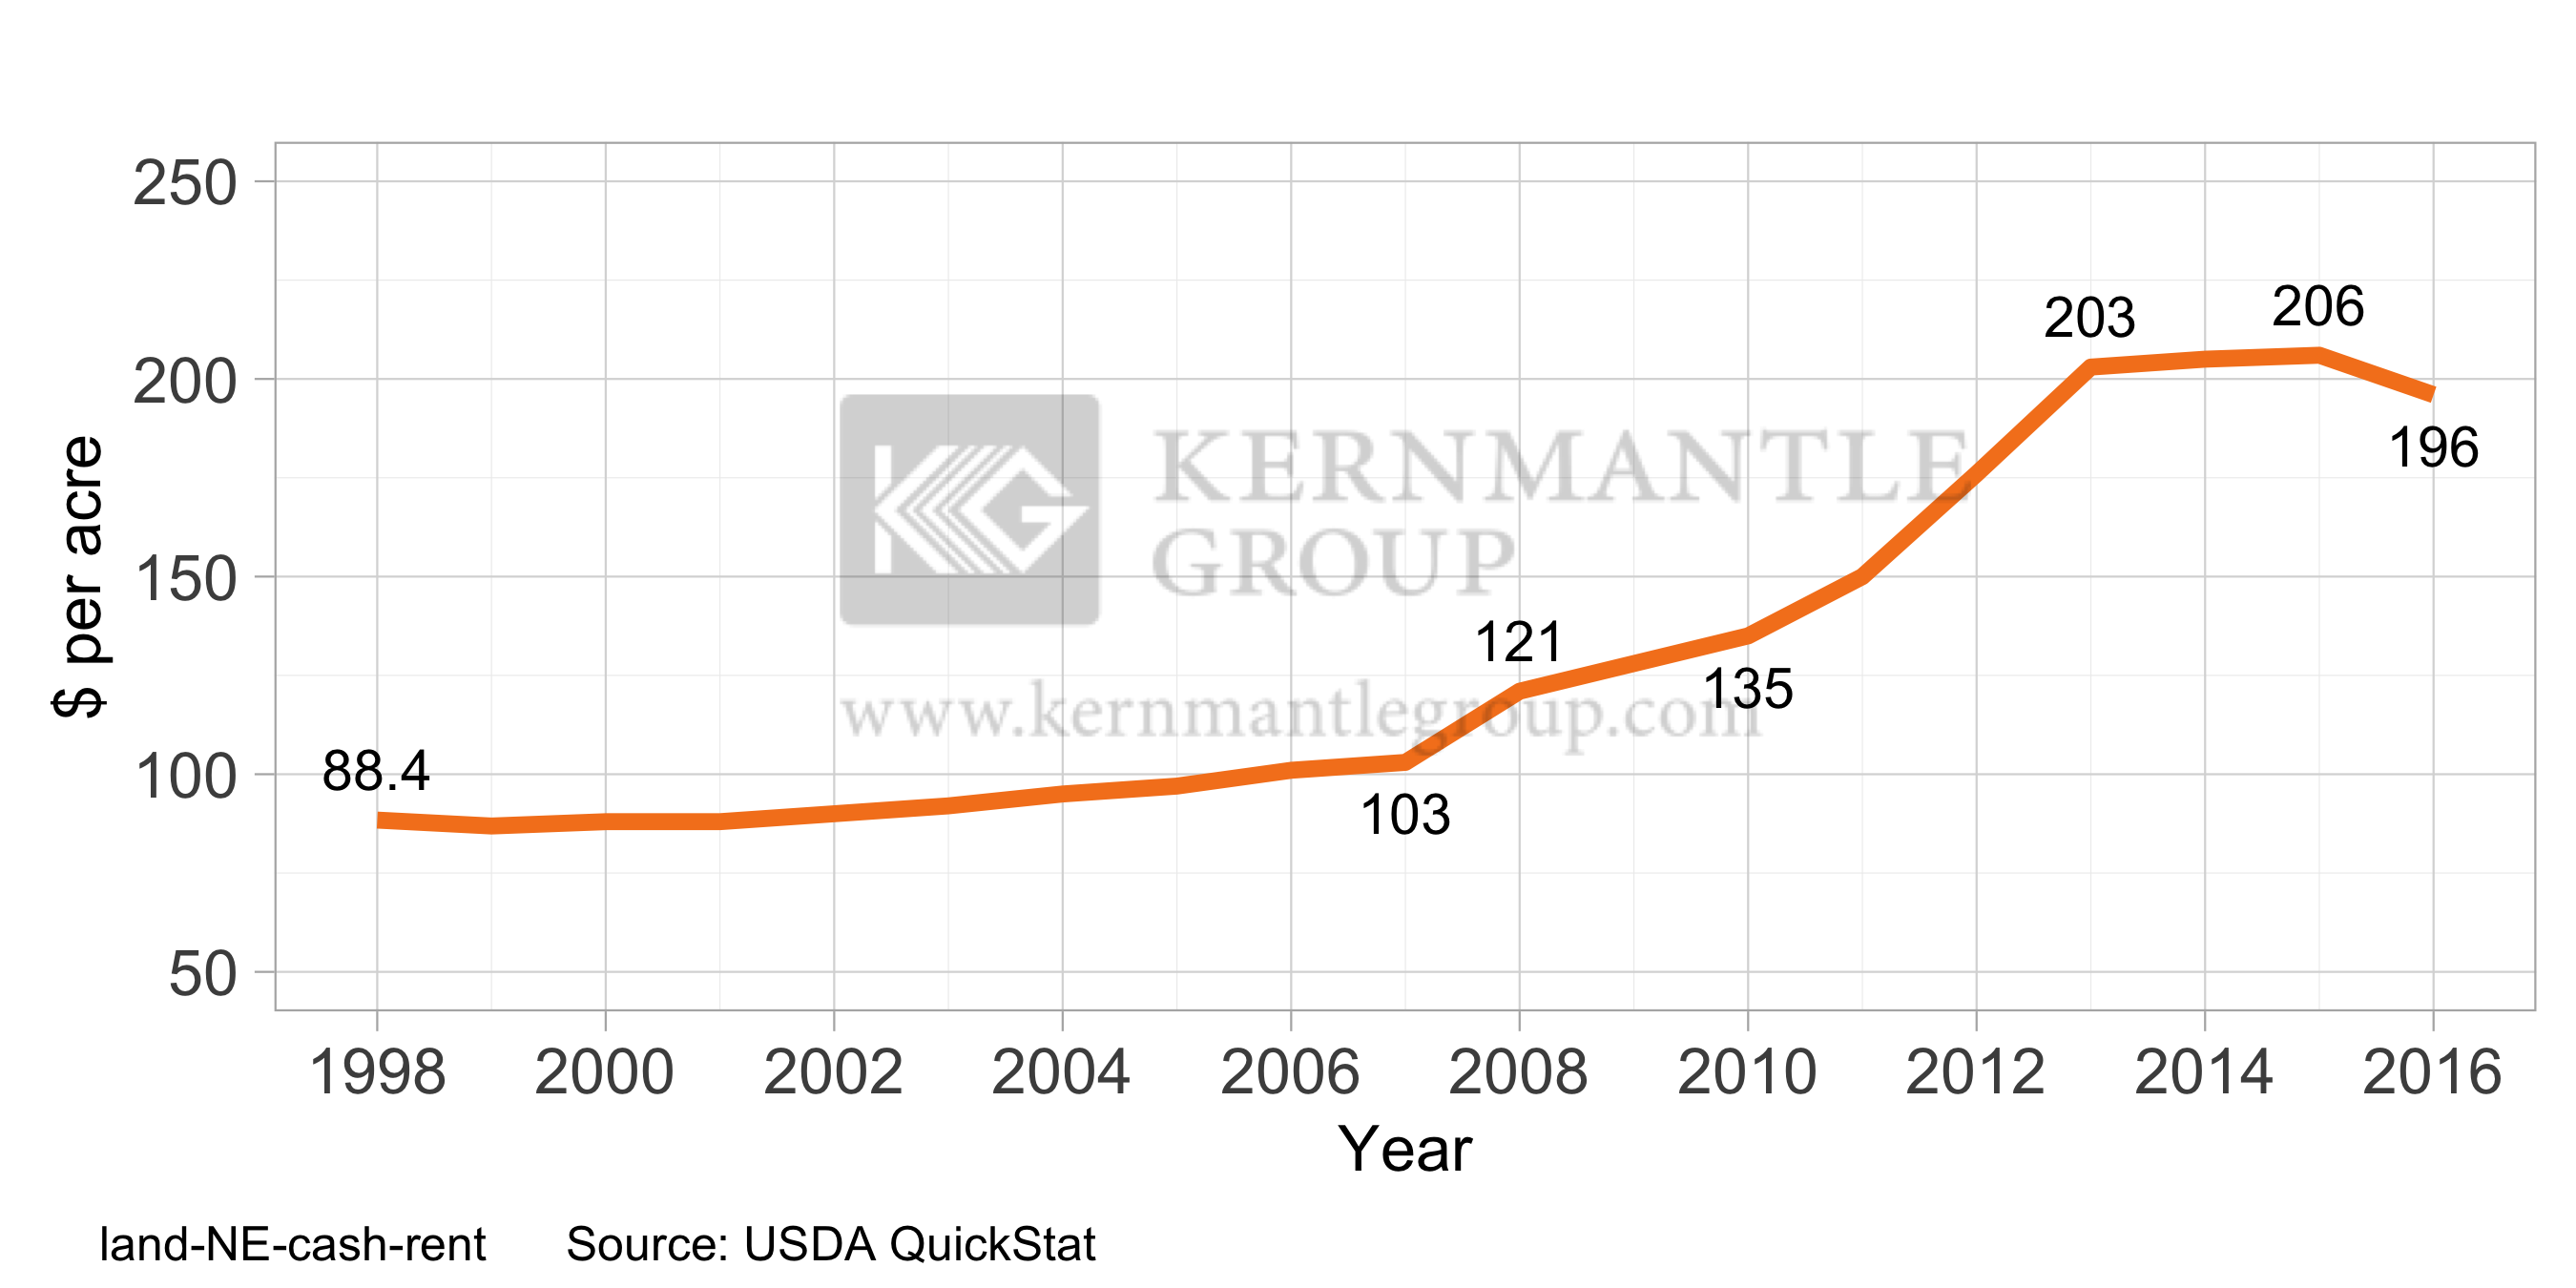 250
200
150
100
50
$ per acre
88.4
103
121
135
203
206
196
KERNMANTLE
GROUP
www.kernmantlegroup.com
1998 2000 2002 2004 2006 2008 2010 2012 2014 2016
Year
land-NE-cash-rent Source: USDA QuickStat